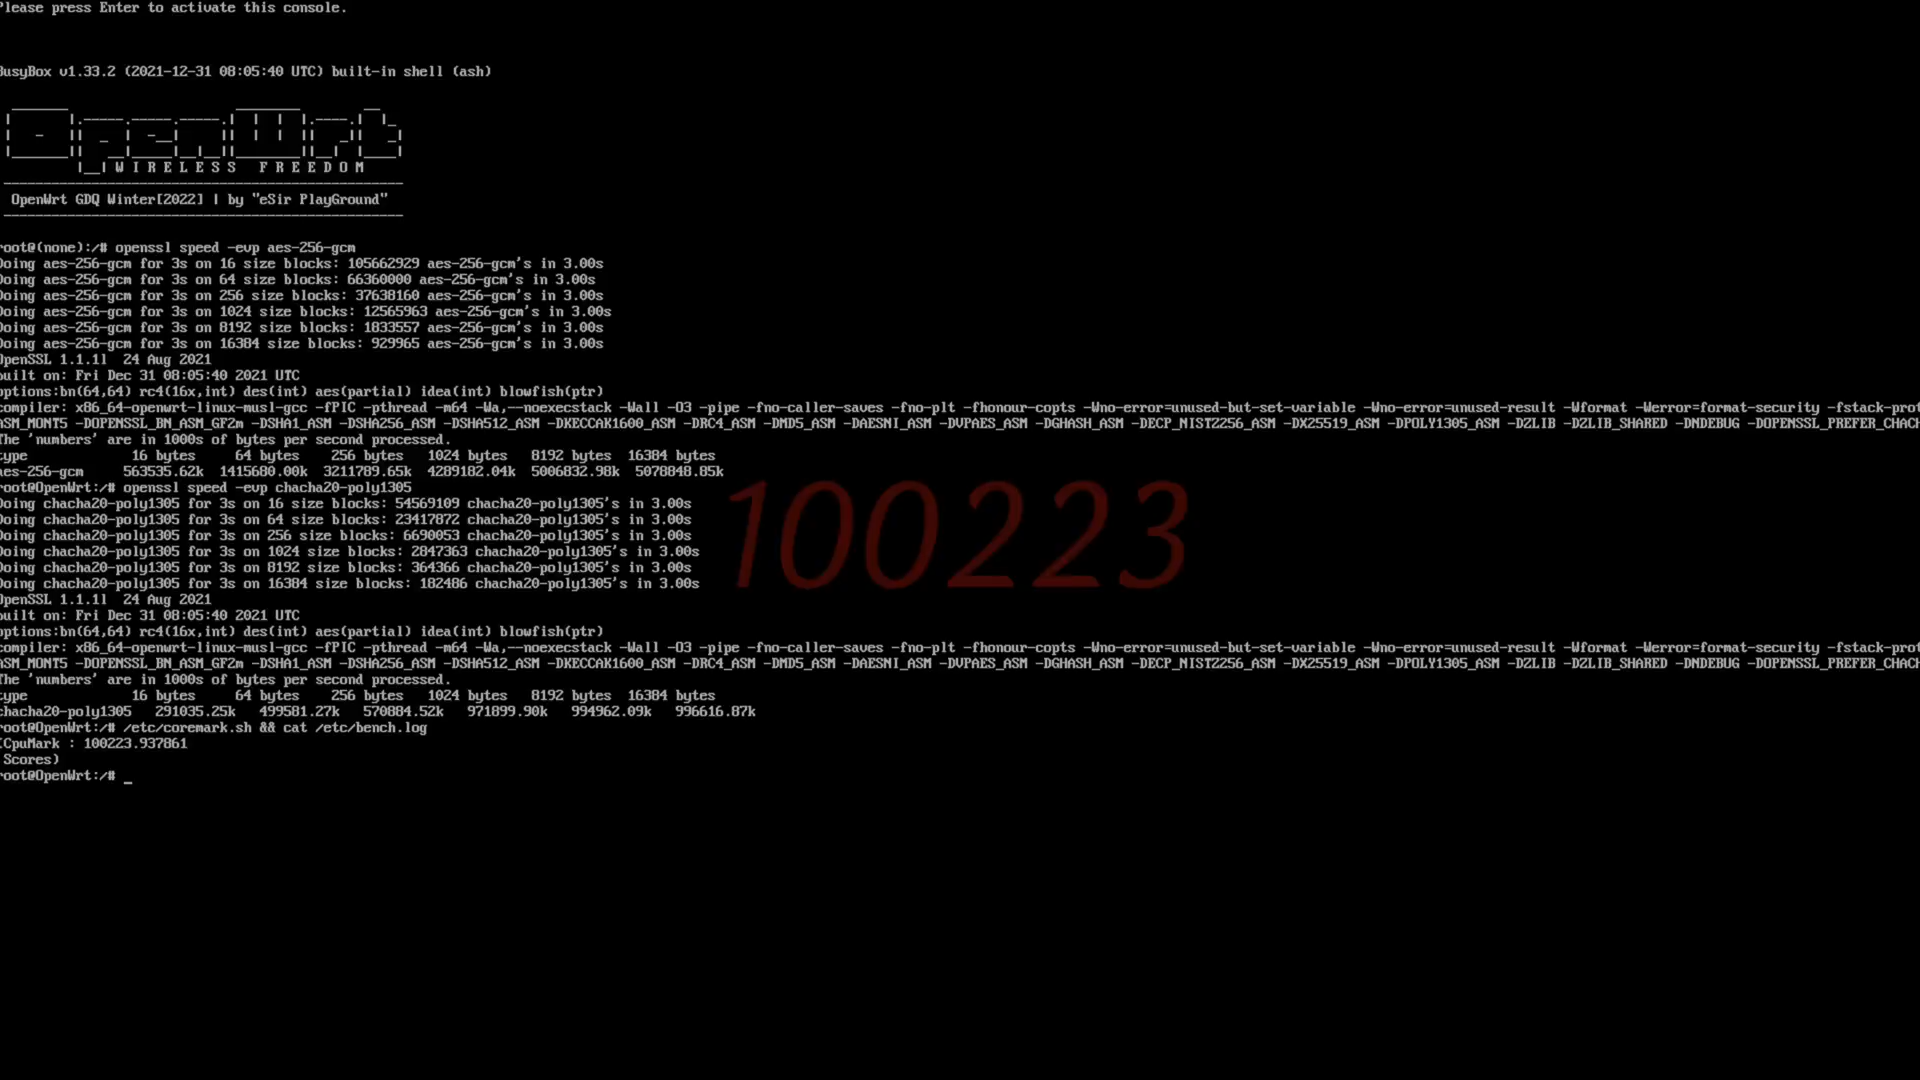 Please press Enter to activate this console.
BusyBox v1.33.2 (2021-12-31 08:05:40 UTC) built-in shell (ash)
OpenWrt
W I R E L E S S   F R E E D O M
OpenWrt GDQ Winter[2022] | by "eSir PlayGround"
root@(none):/# openssl speed -evp aes-256-gcm
Doing aes-256-gcm for 3s on 16 size blocks: 105662929 aes-256-gcm's in 3.00s
Doing aes-256-gcm for 3s on 64 size blocks: 66360000 aes-256-gcm's in 3.00s
Doing aes-256-gcm for 3s on 256 size blocks: 37638160 aes-256-gcm's in 3.00s
Doing aes-256-gcm for 3s on 1024 size blocks: 12565963 aes-256-gcm's in 3.00s
Doing aes-256-gcm for 3s on 8192 size blocks: 1833557 aes-256-gcm's in 3.00s
Doing aes-256-gcm for 3s on 16384 size blocks: 929965 aes-256-gcm's in 3.00s
OpenSSL 1.1.1l  24 Aug 2021
built on: Fri Dec 31 08:05:40 2021 UTC
options:bn(64,64) rc4(16x,int) des(int) aes(partial) idea(int) blowfish(ptr)
compiler: x86_64-openwrt-linux-musl-gcc -fPIC -pthread -m64 -Wa,--noexecstack -Wall -O3 -pipe -fno-caller-saves -fno-plt -fhonour-copts -Wno-error=unused-but-set-variable -Wno-error=unused-result -Wformat -Werror=format-security -fstack-prot
ASM_MONT5 -DOPENSSL_BN_ASM_GF2m -DSHA1_ASM -DSHA256_ASM -DSHA512_ASM -DKECCAK1600_ASM -DRC4_ASM -DMD5_ASM -DAESNI_ASM -DVPAES_ASM -DGHASH_ASM -DECP_NISTZ256_ASM -DX25519_ASM -DPOLY1305_ASM -DZLIB -DZLIB_SHARED -DNDEBUG -DOPENSSL_PREFER_CHACH
The 'numbers' are in 1000s of bytes per second processed.
type             16 bytes     64 bytes    256 bytes   1024 bytes   8192 bytes  16384 bytes
aes-256-gcm     563535.62k  1415680.00k  3211789.65k  4289182.04k  5006832.98k  5078848.85k
root@OpenWrt:/# openssl speed -evp chacha20-poly1305
Doing chacha20-poly1305 for 3s on 16 size blocks: 54569109 chacha20-poly1305's in 3.00s
Doing chacha20-poly1305 for 3s on 64 size blocks: 23417872 chacha20-poly1305's in 3.00s
Doing chacha20-poly1305 for 3s on 256 size blocks: 6690053 chacha20-poly1305's in 3.00s
Doing chacha20-poly1305 for 3s on 1024 size blocks: 2847363 chacha20-poly1305's in 3.00s
Doing chacha20-poly1305 for 3s on 8192 size blocks: 364366 chacha20-poly1305's in 3.00s
Doing chacha20-poly1305 for 3s on 16384 size blocks: 182486 chacha20-poly1305's in 3.00s
100223
OpenSSL 1.1.1l  24 Aug 2021
built on: Fri Dec 31 08:05:40 2021 UTC
options:bn(64,64) rc4(16x,int) des(int) aes(partial) idea(int) blowfish(ptr)
compiler: x86_64-openwrt-linux-musl-gcc -fPIC -pthread -m64 -Wa,--noexecstack -Wall -O3 -pipe -fno-caller-saves -fno-plt -fhonour-copts -Wno-error=unused-but-set-variable -Wno-error=unused-result -Wformat -Werror=format-security -fstack-prot
ASM_MONT5 -DOPENSSL_BN_ASM_GF2m -DSHA1_ASM -DSHA256_ASM -DSHA512_ASM -DKECCAK1600_ASM -DRC4_ASM -DMD5_ASM -DAESNI_ASM -DVPAES_ASM -DGHASH_ASM -DECP_NISTZ256_ASM -DX25519_ASM -DPOLY1305_ASM -DZLIB -DZLIB_SHARED -DNDEBUG -DOPENSSL_PREFER_CHACH
The 'numbers' are in 1000s of bytes per second processed.
type             16 bytes     64 bytes    256 bytes   1024 bytes   8192 bytes  16384 bytes
chacha20-poly1305   291035.25k   499581.27k   570884.52k   971899.90k   994962.09k   996616.87k
root@OpenWrt:/# /etc/coremark.sh && cat /etc/bench.log
(CpuMark : 100223.937861
Scores)
root@OpenWrt:/# _